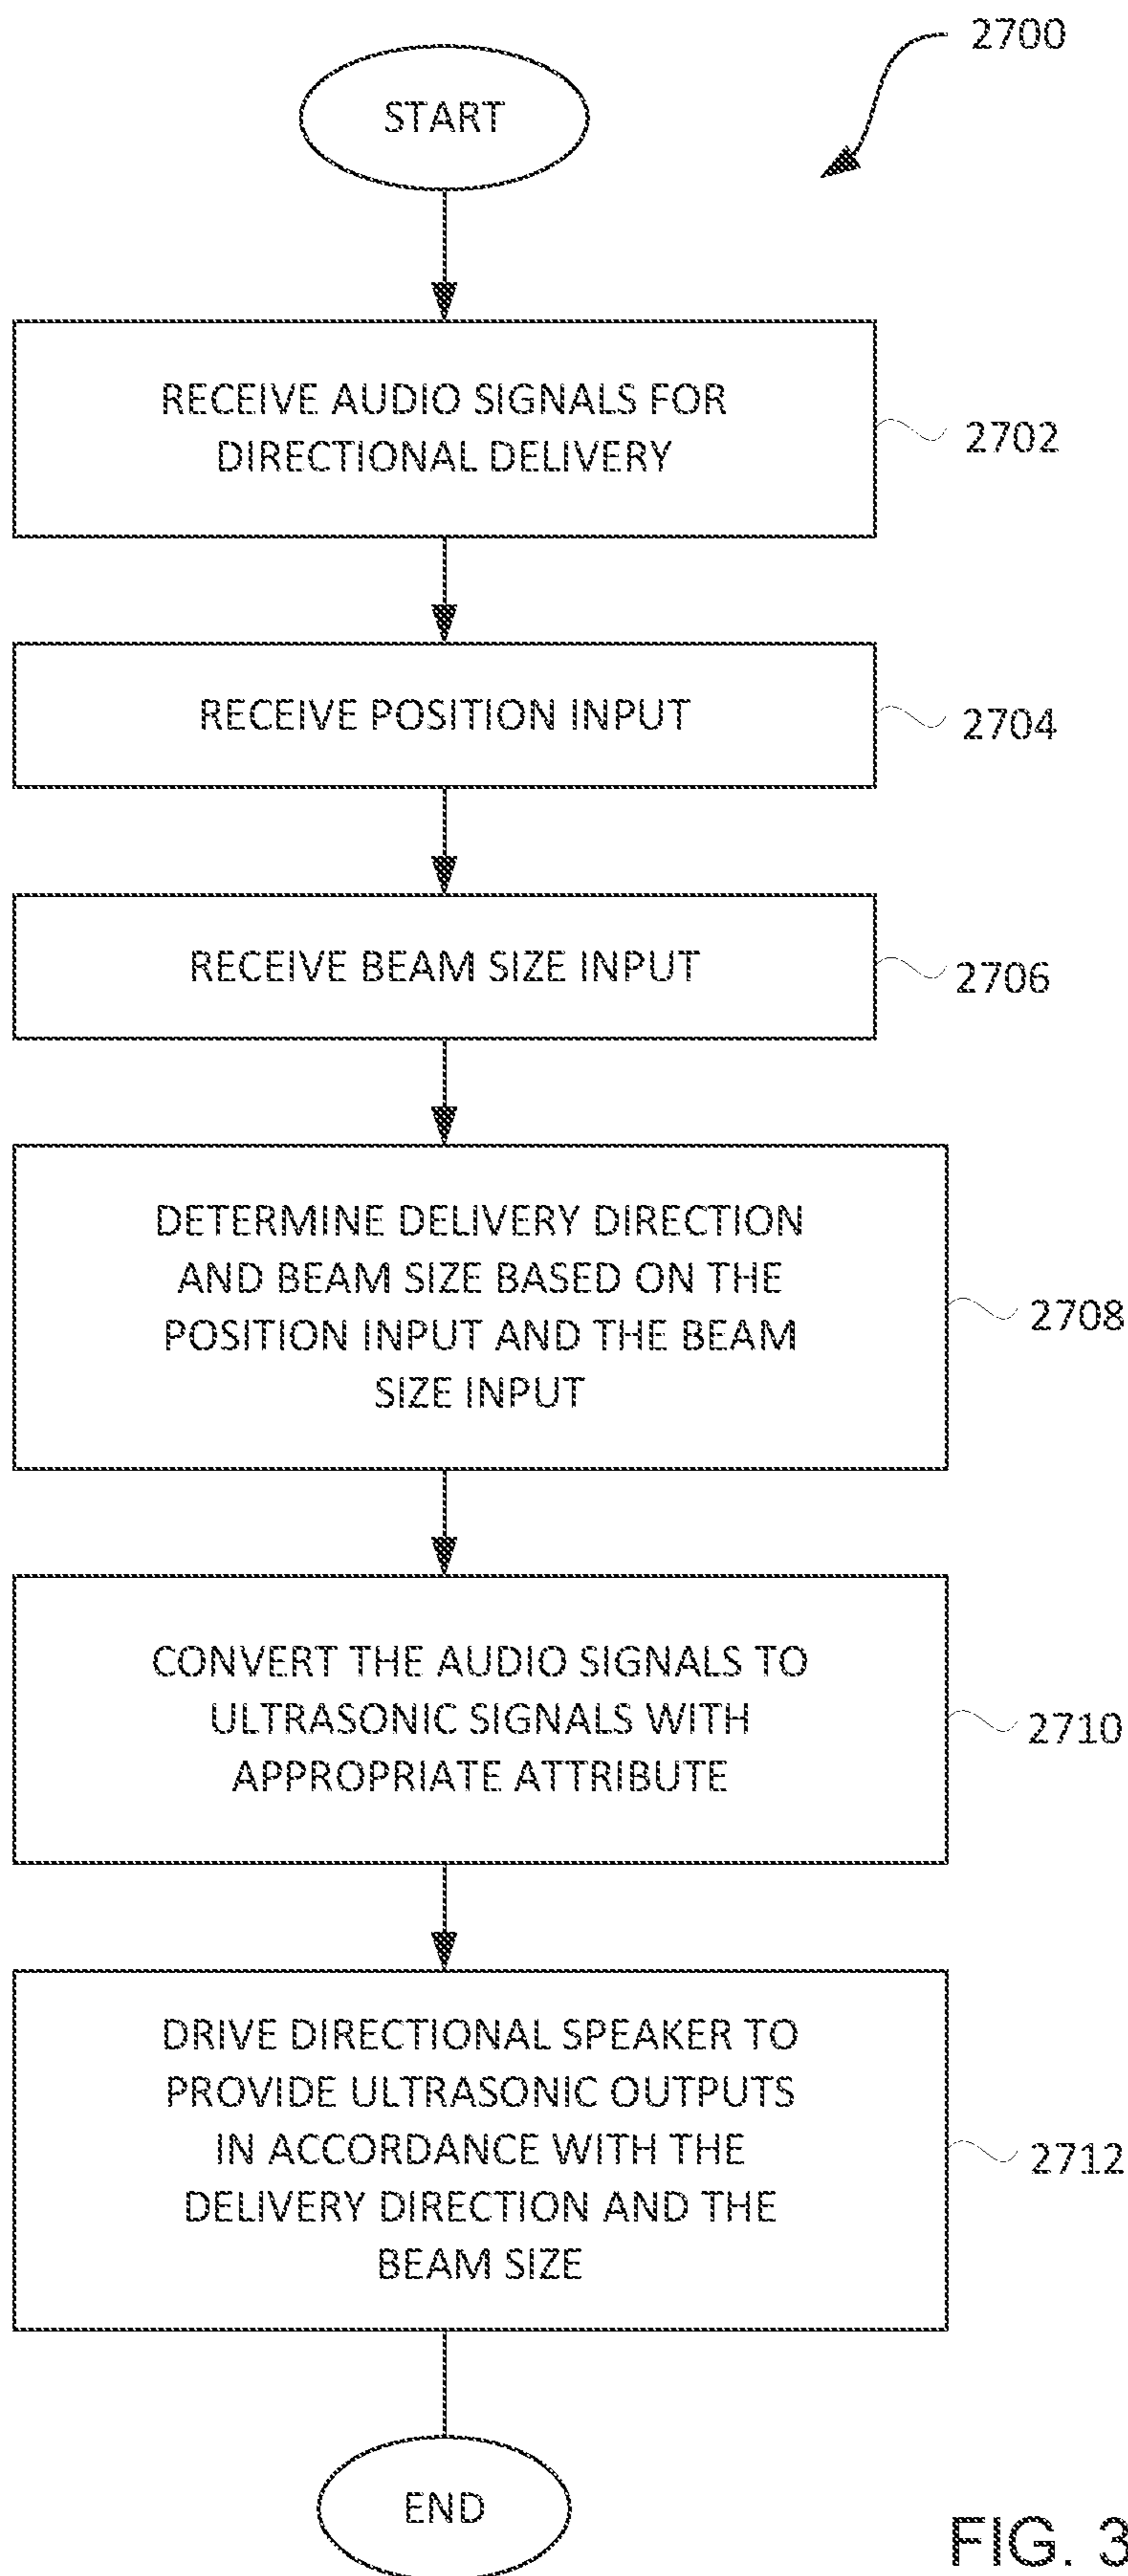 2700
START
RECEIVE AUDIO SIGNALS FOR
DIRECTIONAL DELIVERY
2702
RECEIVE POSITION INPUT
2704
RECEIVE BEAM SIZE INPUT
2706
DETERMINE DELIVERY DIRECTION
AND BEAM SIZE BASED ON THE
POSITION INPUT AND THE BEAM
SIZE INPUT
2708
CONVERT THE AUDIO SIGNALS TO
ULTRASONIC SIGNALS WITH
APPROPRIATE ATTRIBUTE
2710
DRIVE DIRECTIONAL SPEAKER TO
PROVIDE ULTRASONIC OUTPUTS
IN ACCORDANCE WITH THE
DELIVERY DIRECTION AND THE
BEAM SIZE
2712
END
FIG. 3